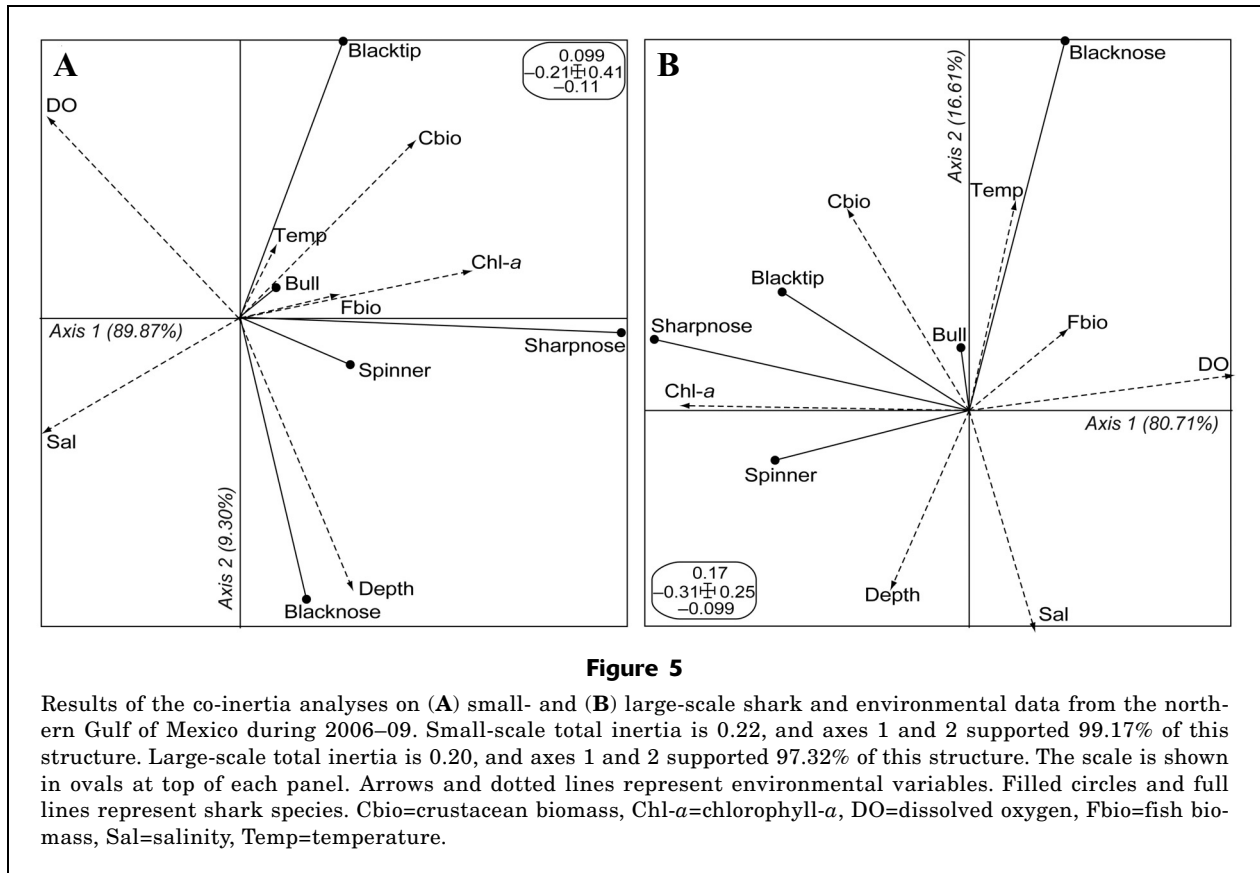 A
Blacktip
0.099
−0.21 0.41
−0.11
DO
Cbio
Temp
Bull
Chl-a
Fbio
Axis 1 (89.87%)
Sharpnose
Spinner
Sal
Axis 2 (9.30%)
Depth
Blacknose
B
Blacknose
Axis 2 (16.61%)
Temp
Cbio
Blacktip
Sharpnose
Bull
Fbio
DO
Chl-a
Axis 1 (80.71%)
Spinner
0.17
−0.31 0.25
−0.099
Depth
Sal
Figure 5
Results of the co-inertia analyses on (A) small- and (B) large-scale shark and environmental data from the north-
ern Gulf of Mexico during 2006–09. Small-scale total inertia is 0.22, and axes 1 and 2 supported 99.17% of this
structure. Large-scale total inertia is 0.20, and axes 1 and 2 supported 97.32% of this structure. The scale is shown
in ovals at top of each panel. Arrows and dotted lines represent environmental variables. Filled circles and full
lines represent shark species. Cbio=crustacean biomass, Chl-a=chlorophyll-a, DO=dissolved oxygen, Fbio=fish bio-
mass, Sal=salinity, Temp=temperature.